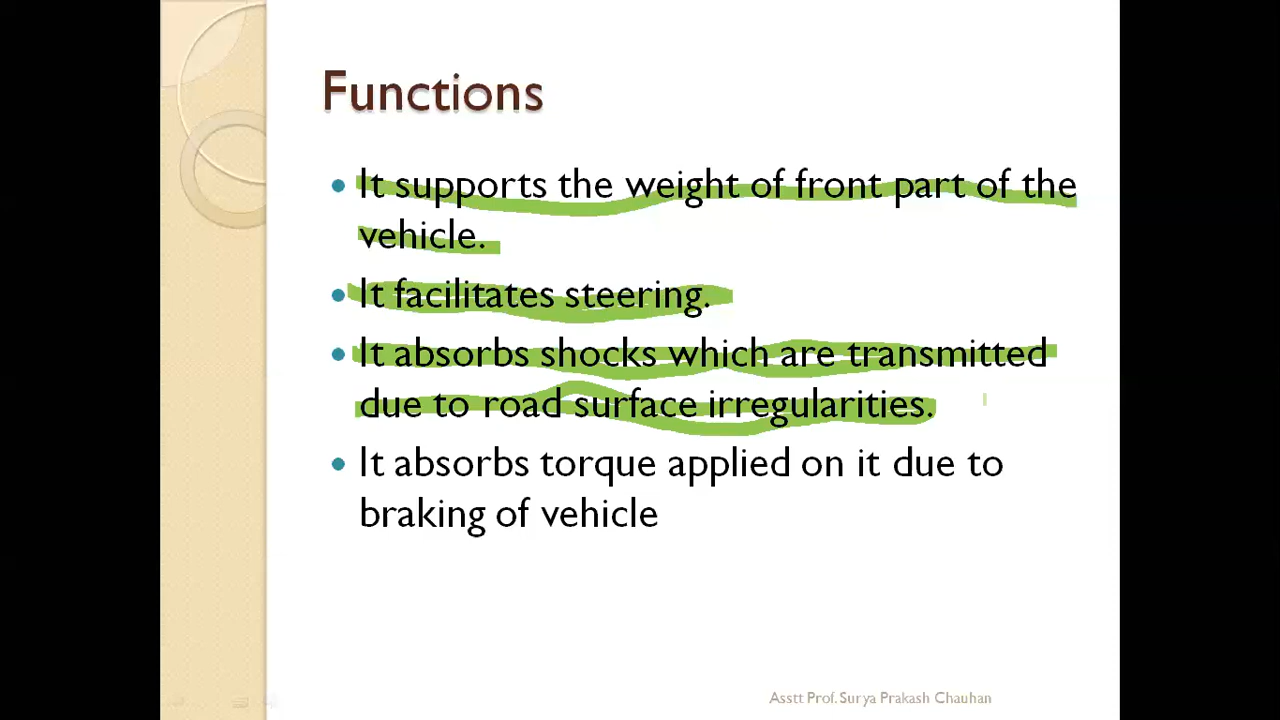 Functions
It supports the weight of front part of the
vehicle.
It facilitates steering.
It absorbs shocks which are transmitted
due to road surface irregularities.
It absorbs torque applied on it due to
braking of vehicle
Asstt Prof. Surya Prakash Chauhan